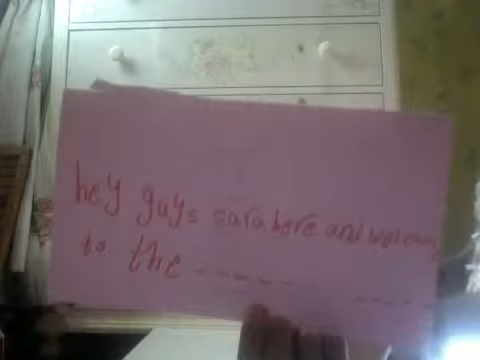 hey guys sara here and welcome
to the ------ ----